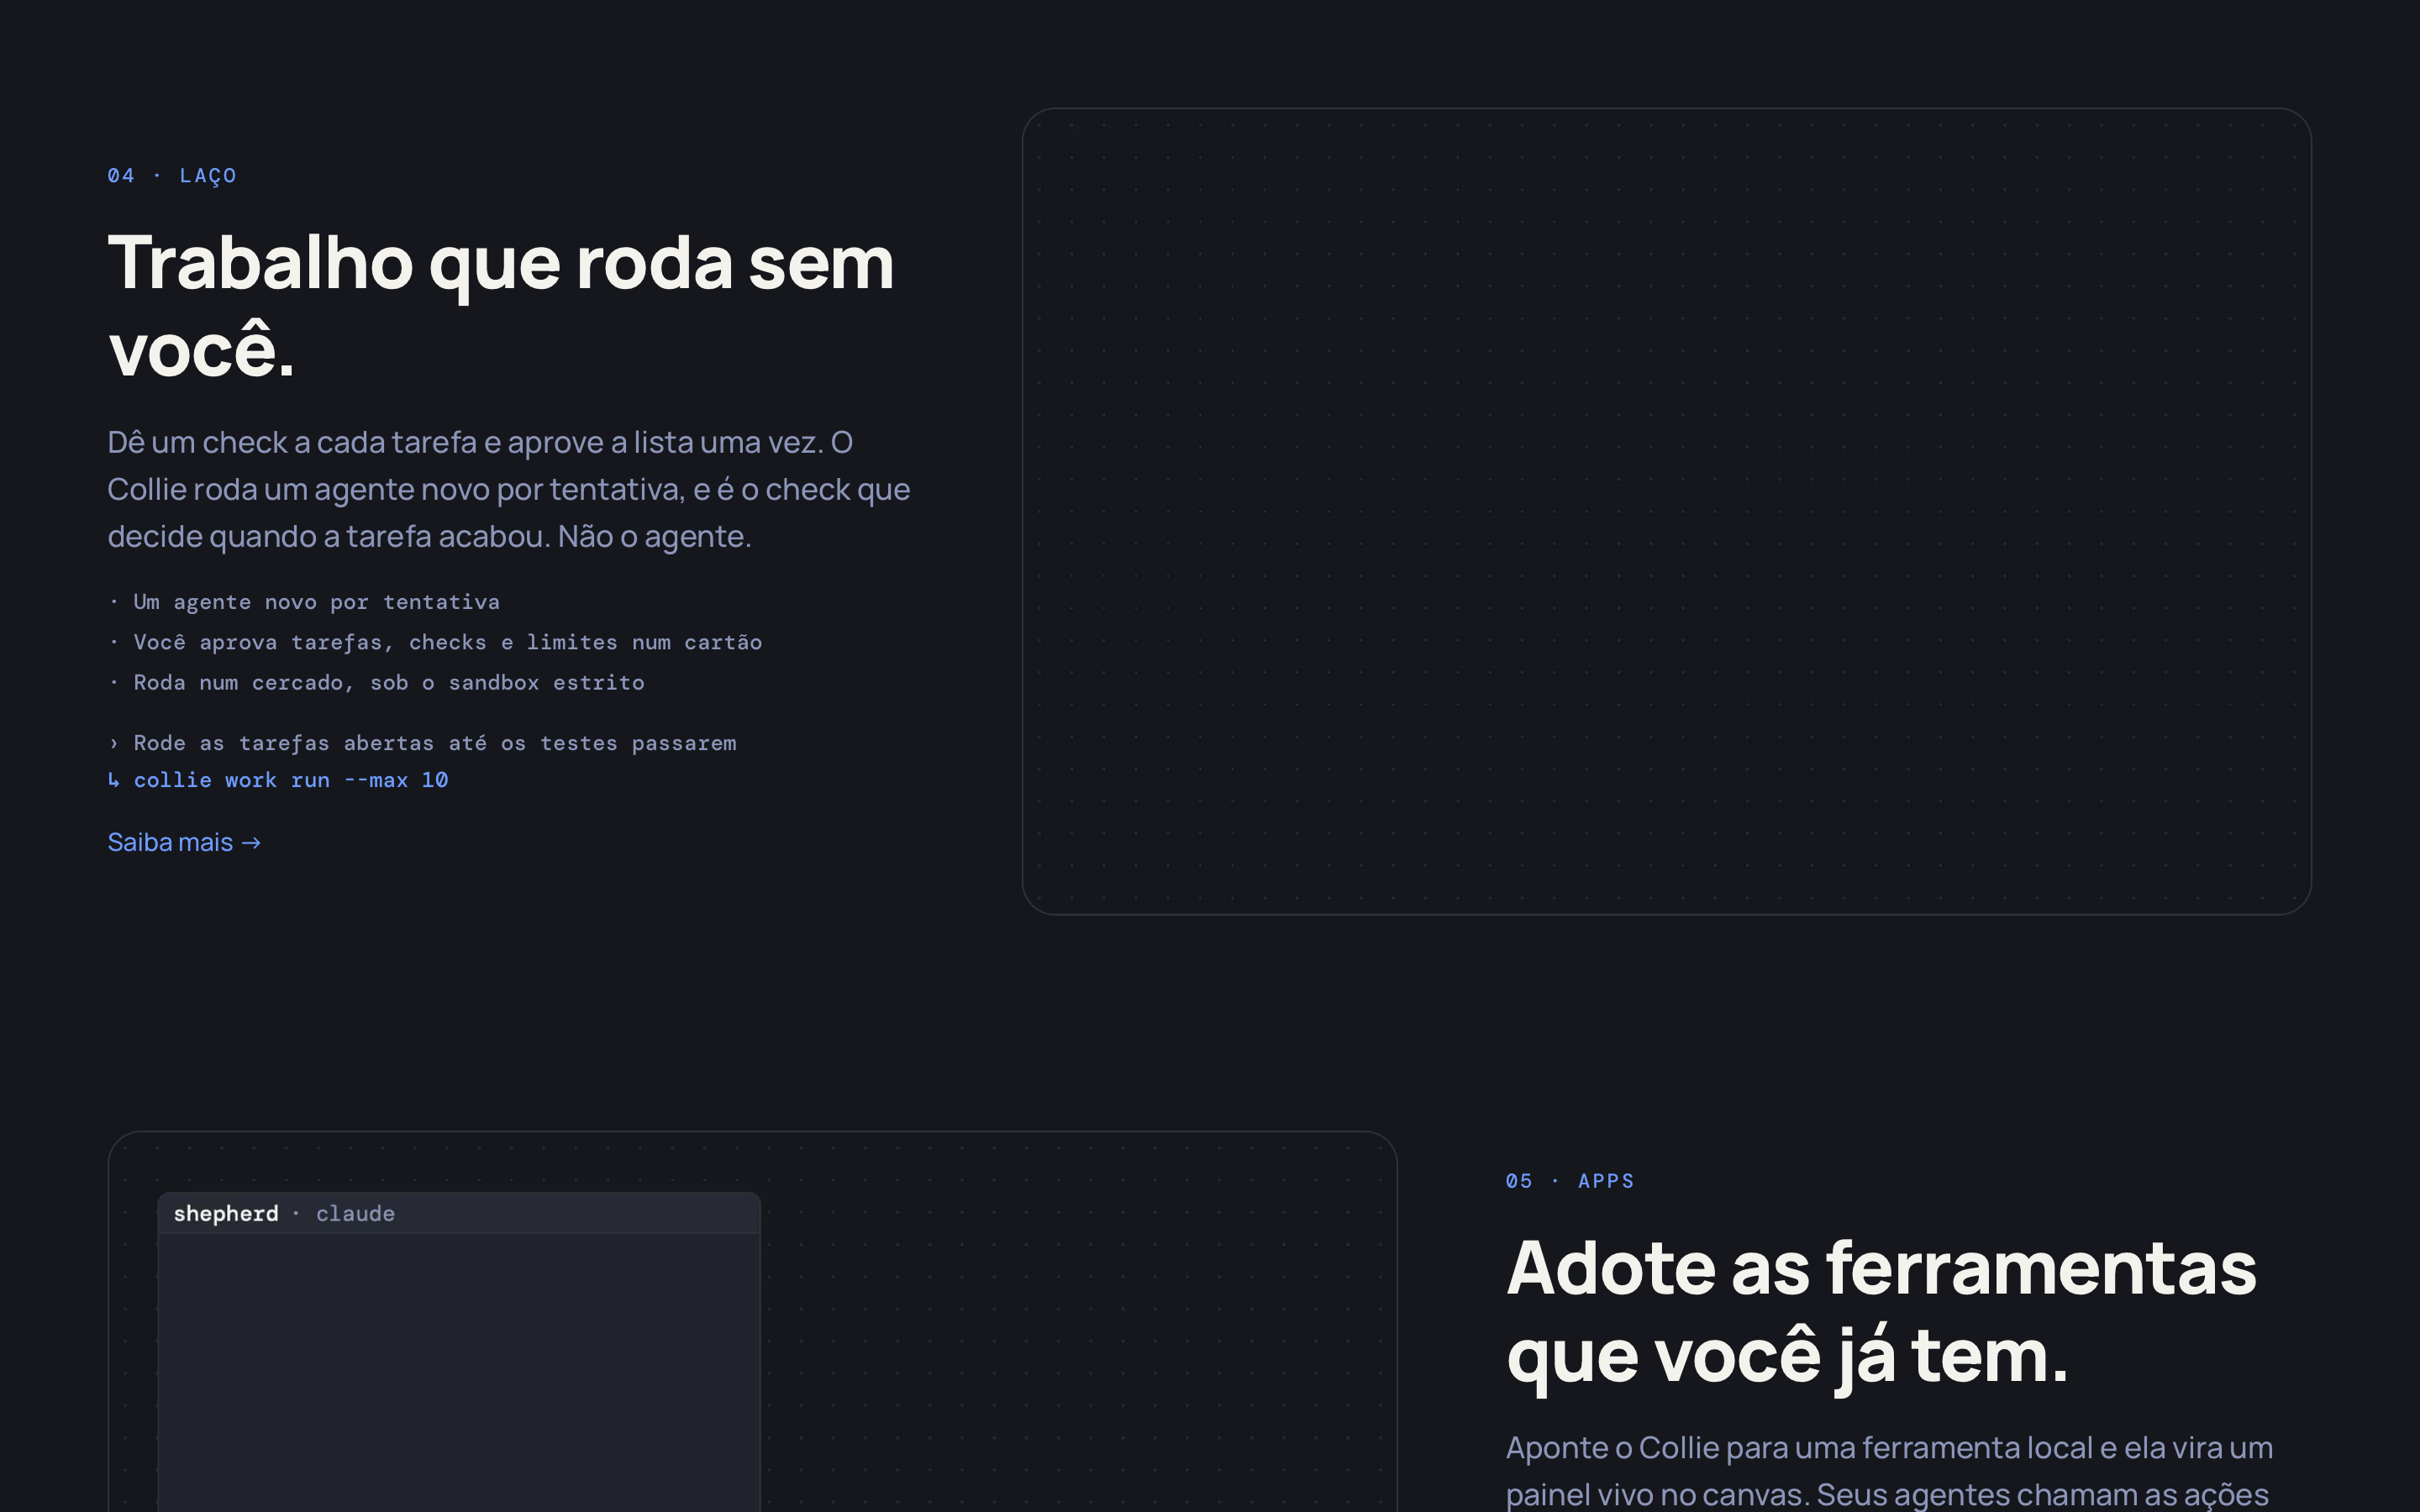 04 · LAÇO
Trabalho que roda sem
você.
Dê um check a cada tarefa e aprove a lista uma vez. O
Collie roda um agente novo por tentativa, e é o check que
decide quando a tarefa acabou. Não o agente.
· Um agente novo por tentativa
· Você aprova tarefas, checks e limites num cartão
· Roda num cercado, sob o sandbox estrito
› Rode as tarefas abertas até os testes passarem
↳ collie work run --max 10
Saiba mais →
shepherd · claude
05 · APPS
Adote as ferramentas
que você já tem.
Aponte o Collie para uma ferramenta local e ela vira um
painel vivo no canvas. Seus agentes chamam as ações